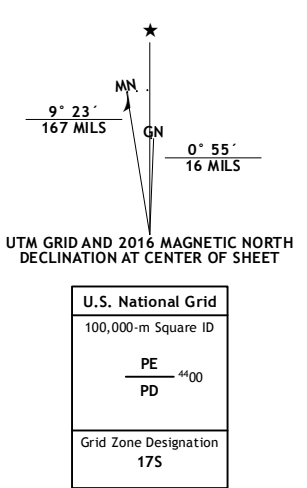 ★
MN
GN
9° 23´
167 MILS
0° 55´
16 MILS
UTM GRID AND 2016 MAGNETIC NORTH
DECLINATION AT CENTER OF SHEET
U.S. National Grid
100,000-m Square ID
PE
4400
PD
Grid Zone Designation
17S